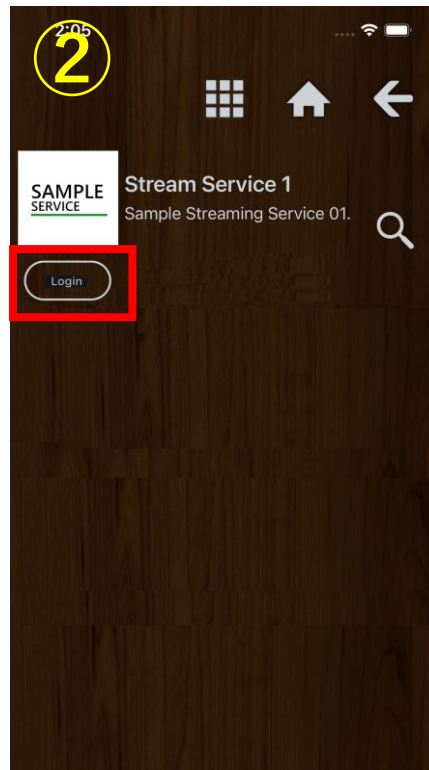 2:05
②
SAMPLE
SERVICE
Stream Service 1
Sample Streaming Service 01.
Login